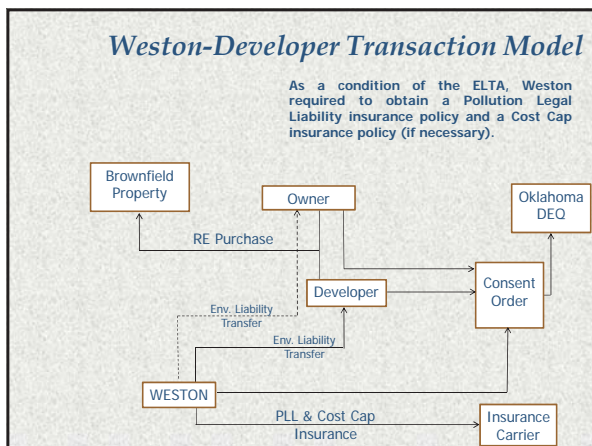 Weston-Developer Transaction Model
As a condition of the ELTA, Weston
required to obtain a Pollution Legal
Liability insurance policy and a Cost Cap
insurance policy (if necessary).
Brownfield
Property
Owner
Oklahoma
DEQ
RE Purchase
Developer
Consent
Order
Env. Liability
Transfer
Env. Liability
Transfer
WESTON
PLL & Cost Cap
Insurance
Insurance
Carrier